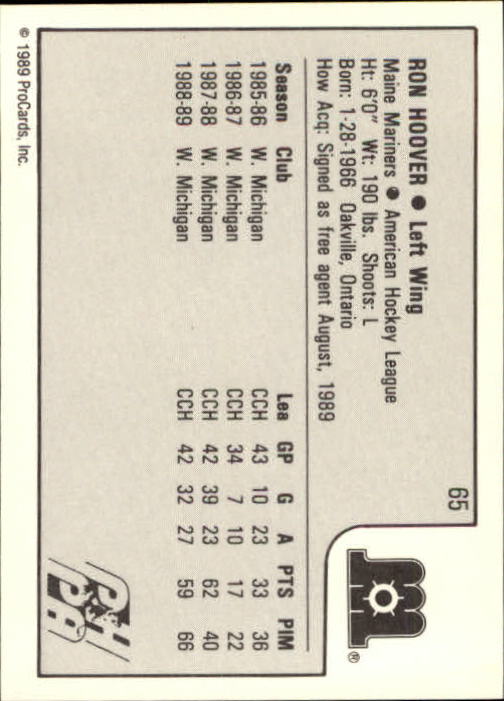 65
RON HOOVER ● Left Wing
Maine Mariners ● American Hockey League
Ht: 6'0" Wt: 190 lbs. Shoots: L
Born: 1-28-1966 Oakville, Ontario
How Acq: Signed as free agent August, 1989
Season Club Lea GP G A PTS PIM
1985-86 W. Michigan CCH 43 10 23 33 36
1986-87 W. Michigan CCH 34 7 10 17 22
1987-88 W. Michigan CCH 42 39 23 62 40
1988-89 W. Michigan CCH 42 32 27 59 66
© 1989 ProCards, Inc.
m
®